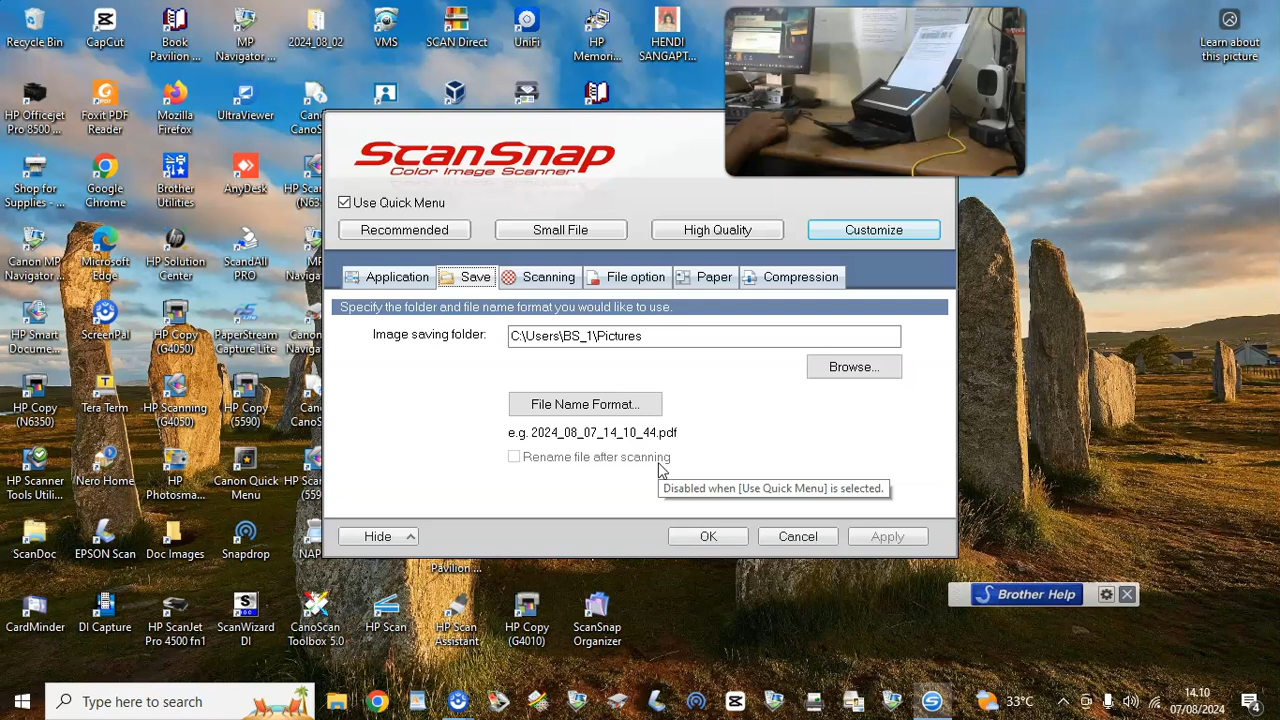 Recycle Bin
CapCut
Book
Pavilion ...
MP
Navigator ...
2024_08_02
VMS
SCAN Direct
UniFi
HP
Memori...
HENDI
SANGAPT...
Learn about
this picture
HP Officejet
Pro 8500 ...
Foxit PDF
Reader
Mozilla
Firefox
UltraViewer
Shop for
Supplies - ...
Google
Chrome
Brother
Utilities
AnyDesk
Canon MP
Navigator ...
Microsoft
Edge
HP Solution
Center
ScandAll
PRO
HP Smart
Docume...
ScreenPal
HP Copy
(G4050)
PaperStream
Capture Lite
HP Copy
(N6350)
Tera Term
HP Scanning
(G4050)
HP Copy
(5590)
HP Scanner
Tools Utili...
Nero Home
HP
Photosma...
Canon Quick
Menu
ScanDoc
EPSON Scan
Doc Images
Snapdrop
Pavilion ...
CardMinder
DI Capture
HP ScanJet
Pro 4500 fn1
ScanWizard
DI
CanoScan
Toolbox 5.0
HP Scan
HP Scan
Assistant
HP Copy
(G4010)
ScanSnap
Organizer
ScanSnap
Color Image Scanner
Use Quick Menu
Recommended
Small File
High Quality
Customize
Application
Save
Scanning
File option
Paper
Compression
Specify the folder and file name format you would like to use.
Image saving folder:
C:\Users\BS_1\Pictures
Browse...
File Name Format...
e.g. 2024_08_07_14_10_44.pdf
Rename file after scanning
Disabled when [Use Quick Menu] is selected.
Hide
OK
Cancel
Apply
Brother Help
Type here to search
33°C
14.10
07/08/2024
4